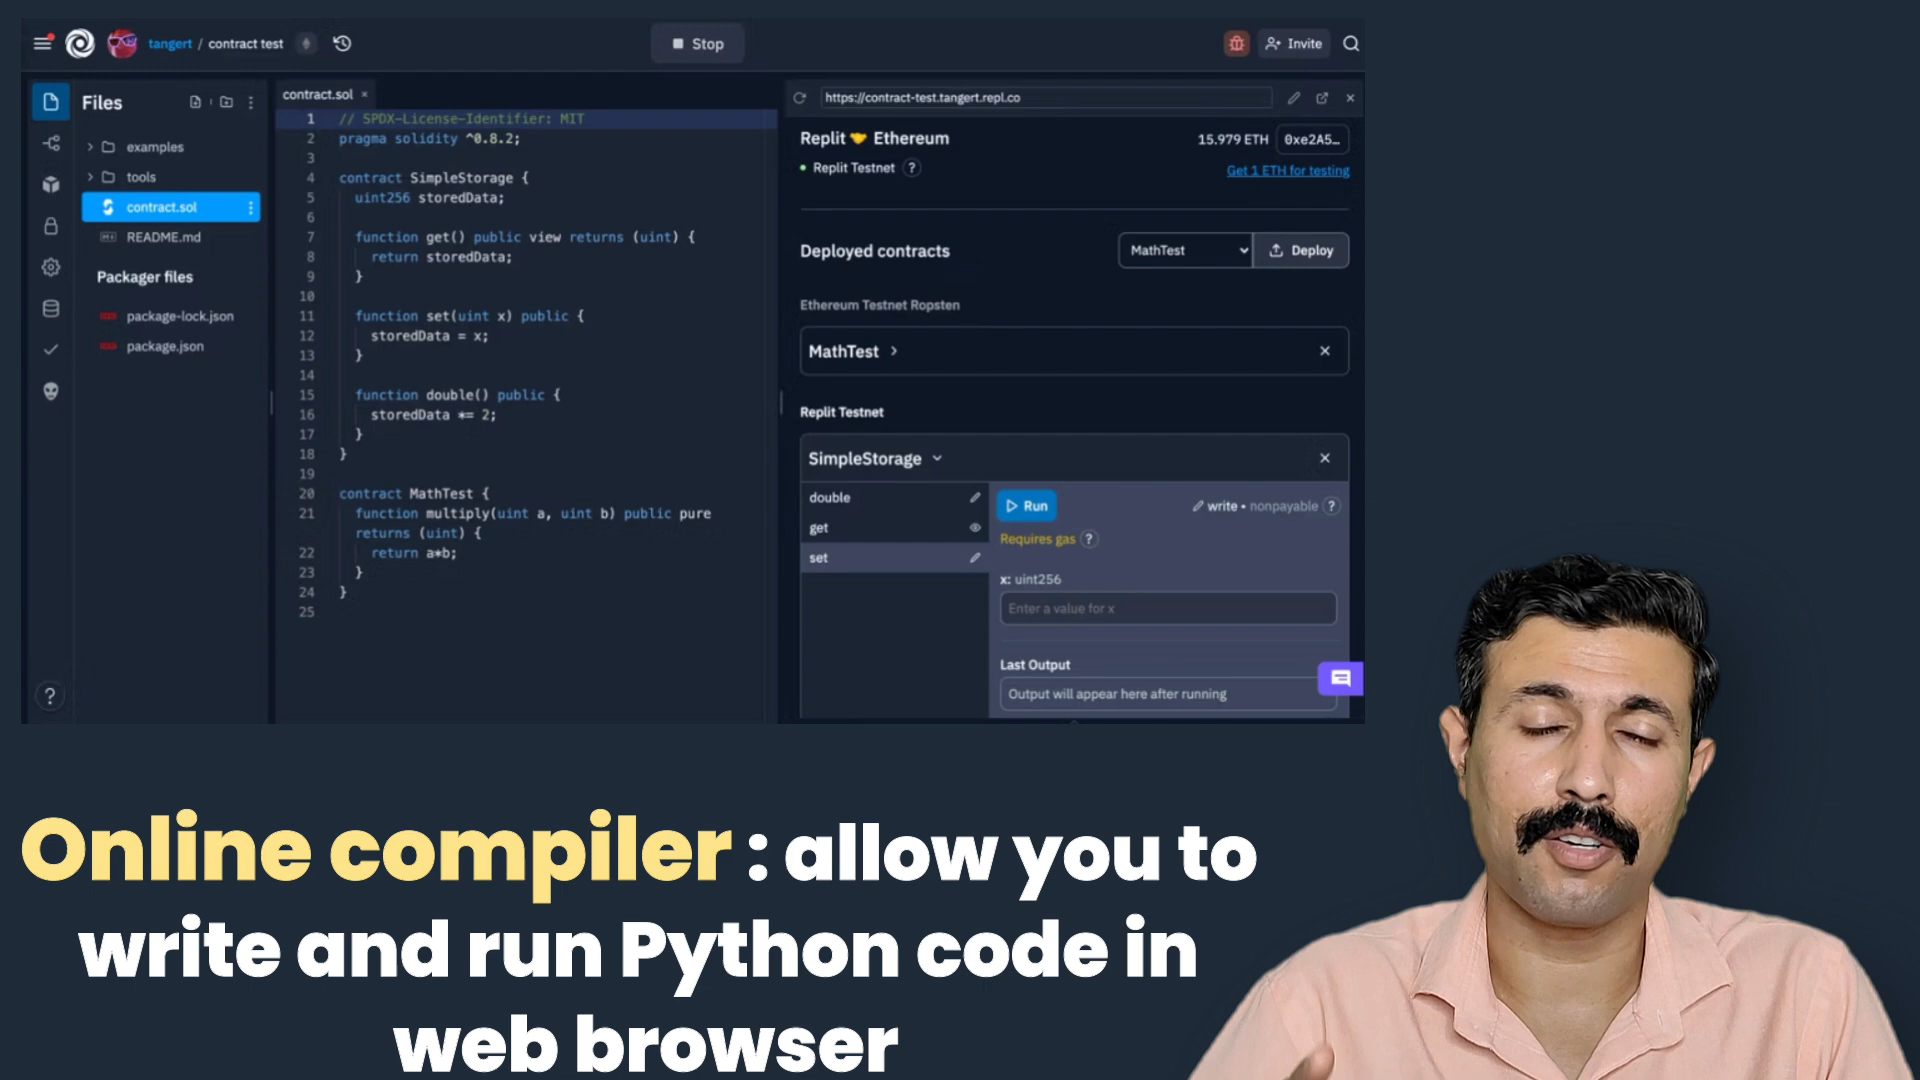 tangert / contract test
Stop
Invite
Files
examples
tools
contract.sol
README.md
Packager files
package-lock.json
package.json
?
contract.sol ×
1 // SPDX-License-Identifier: MIT
2 pragma solidity ^0.8.2;
3
4 contract SimpleStorage {
5 uint256 storedData;
6
7 function get() public view returns (uint) {
8 return storedData;
9 }
10
11 function set(uint x) public {
12 storedData = x;
13 }
14
15 function double() public {
16 storedData *= 2;
17 }
18 }
19
20 contract MathTest {
21 function multiply(uint a, uint b) public pure
returns (uint) {
22 return a*b;
23 }
24 }
25
https://contract-test.tangert.repl.co
Replit 🤝 Ethereum
15.979 ETH 0xe2A5…
Replit Testnet ?
Get 1 ETH for testing
Deployed contracts
MathTest Deploy
Ethereum Testnet Ropsten
MathTest
Replit Testnet
SimpleStorage
double
get
set
Run
write • nonpayable ?
Requires gas ?
x: uint256
Enter a value for x
Last Output
Output will appear here after running
Online compiler : allow you to
write and run Python code in
web browser